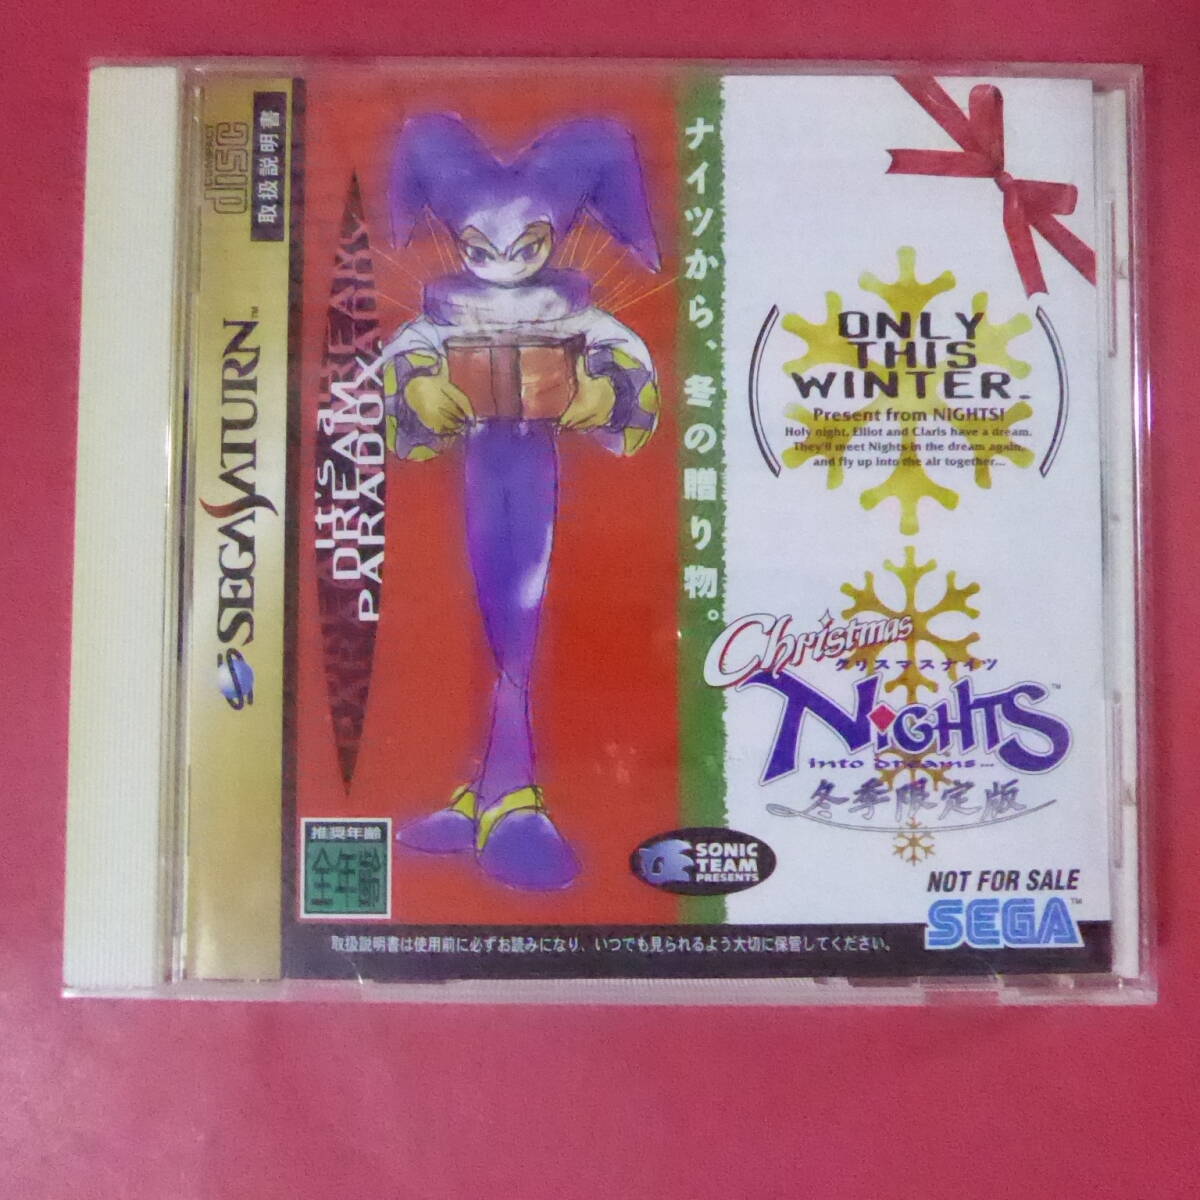 COMPACT
disc
取扱説明書
SEGA SATURN™
it's a
DREAM
PARADOX.
ナイツから、冬の贈り物。
ONLY
THIS
WINTER.
Present from NIGHTS!
Holy night, Elliot and Claris have a dream.
They'll meet Nights in the dream again,
and fly up into the air together...
Christmas
クリスマスナイツ
NiGHTS™
into dreams...
冬季限定版
推奨年齢
全年齢
SONIC
TEAM
PRESENTS
NOT FOR SALE
SEGA™
取扱説明書は使用前に必ずお読みになり、いつでも見られるよう大切に保管してください。